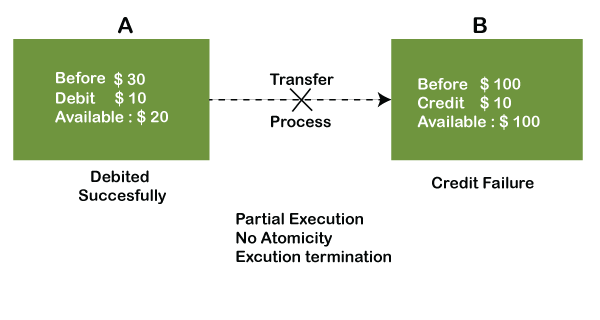 A
B
Before $ 30
Debit $ 10
Available : $ 20
Transfer
Process
Before $ 100
Credit $ 10
Available : $ 100
Debited
Succesfully
Credit Failure
Partial Execution
No Atomicity
Excution termination